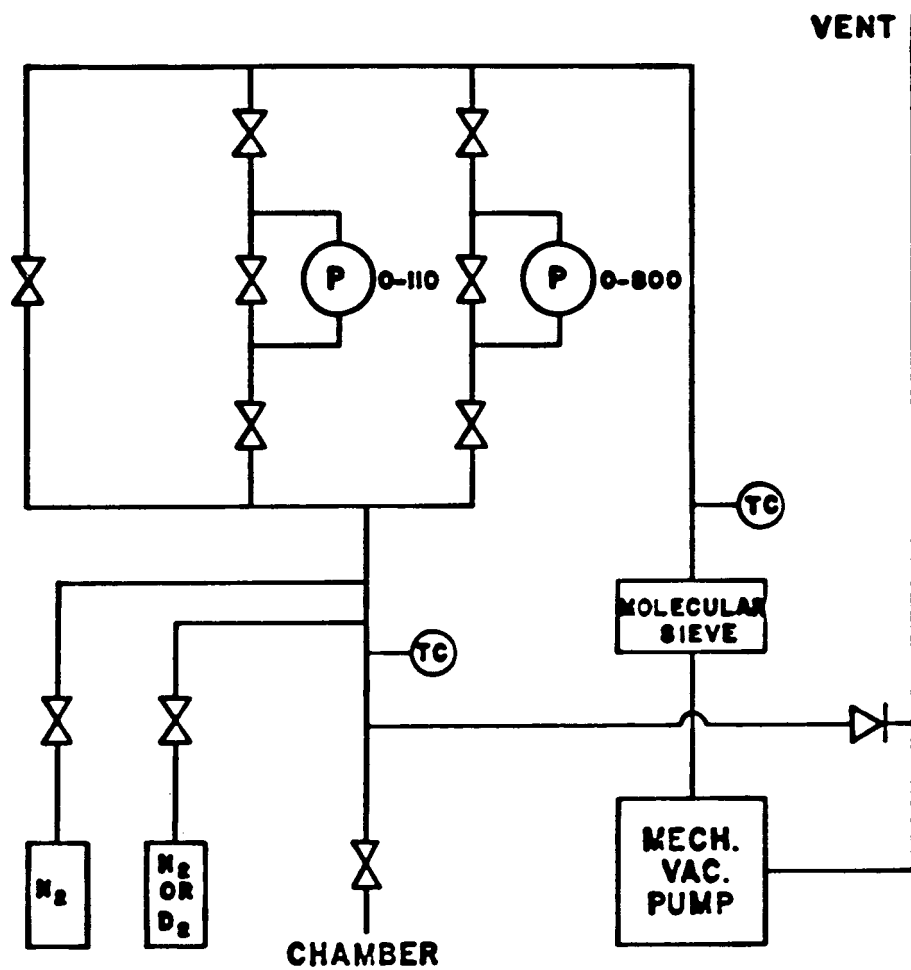 VENT
P
0-110
P
0-800
TC
MOLECULAR
SIEVE
TC
N₂
N₂
OR
D₂
MECH.
VAC.
PUMP
CHAMBER